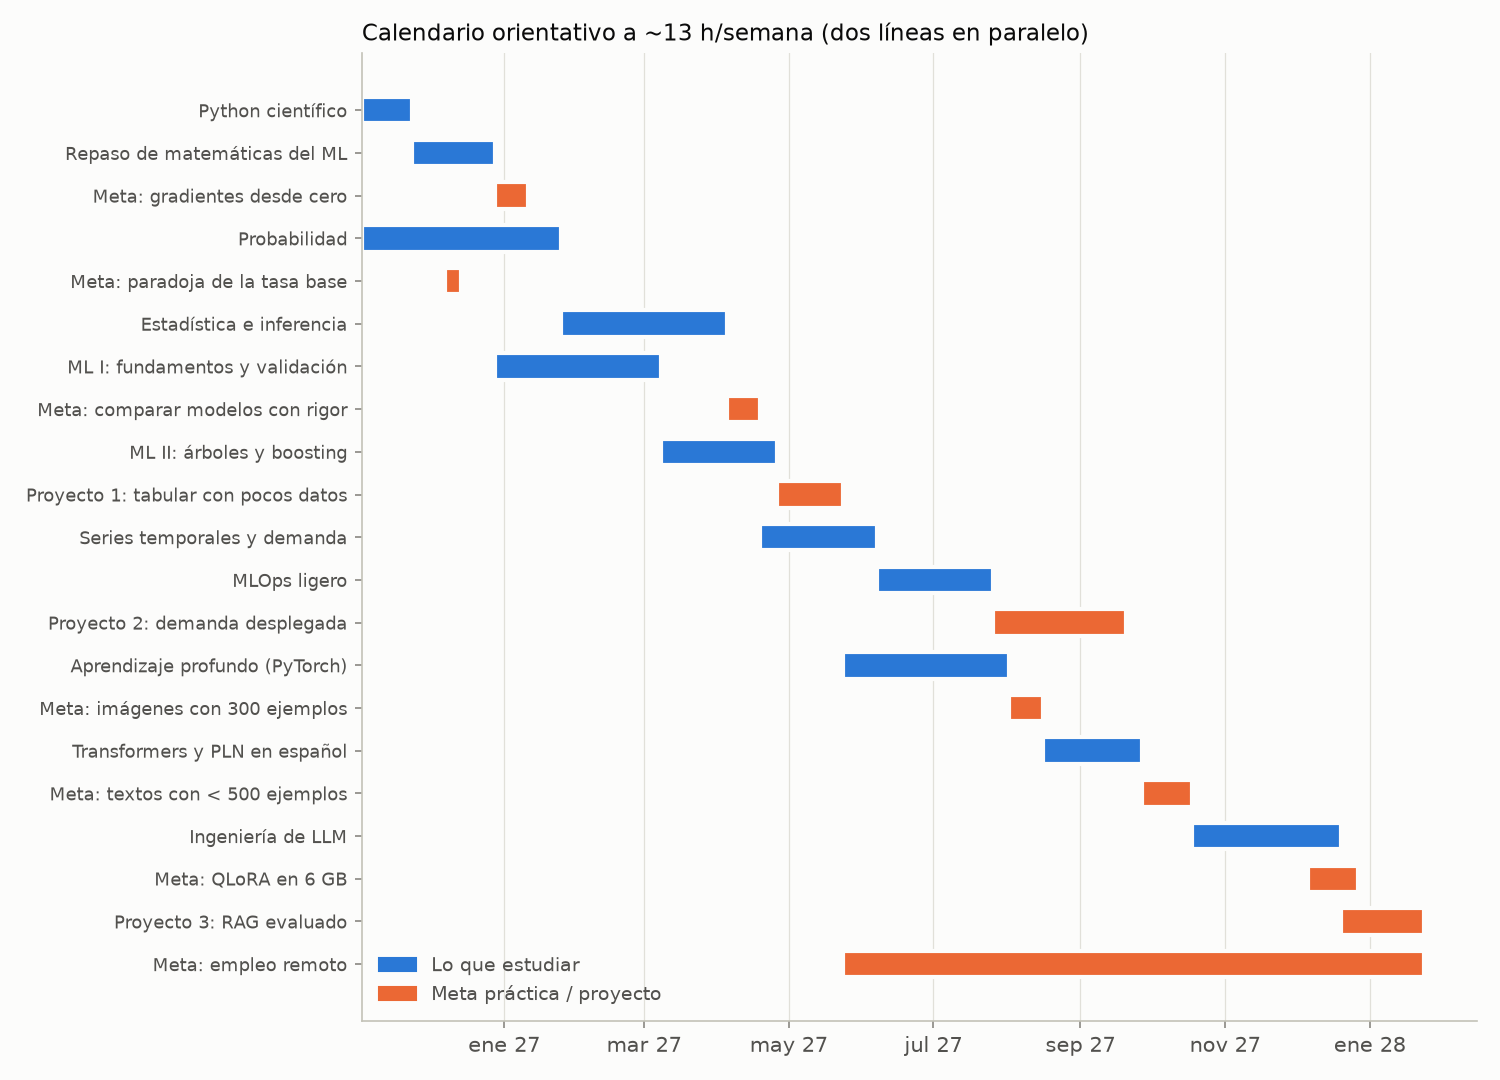 Calendario orientativo a ~13 h/semana (dos líneas en paralelo)
Python científico
Repaso de matemáticas del ML
Meta: gradientes desde cero
Probabilidad
Meta: paradoja de la tasa base
Estadística e inferencia
ML I: fundamentos y validación
Meta: comparar modelos con rigor
ML II: árboles y boosting
Proyecto 1: tabular con pocos datos
Series temporales y demanda
MLOps ligero
Proyecto 2: demanda desplegada
Aprendizaje profundo (PyTorch)
Meta: imágenes con 300 ejemplos
Transformers y PLN en español
Meta: textos con < 500 ejemplos
Ingeniería de LLM
Meta: QLoRA en 6 GB
Proyecto 3: RAG evaluado
Meta: empleo remoto
Lo que estudiar
Meta práctica / proyecto
ene 27 mar 27 may 27 jul 27 sep 27 nov 27 ene 28